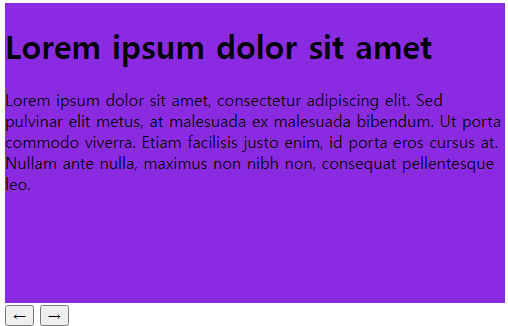 Lorem ipsum dolor sit amet
Lorem ipsum dolor sit amet, consectetur adipiscing elit. Sed
pulvinar elit metus, at malesuada ex malesuada bibendum. Ut porta
commodo viverra. Etiam facilisis justo enim, id porta eros cursus at.
Nullam ante nulla, maximus non nibh non, consequat pellentesque
leo.
← →